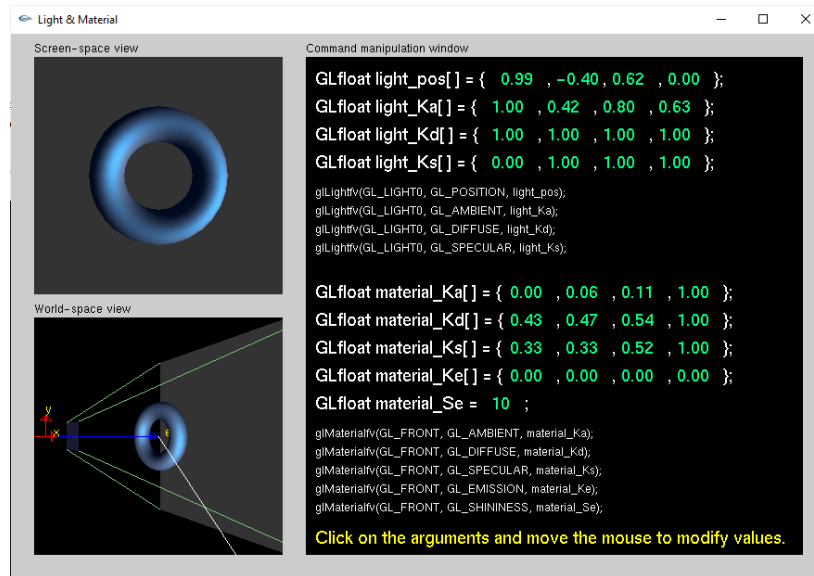 Light & Material
Screen-space view
Command manipulation window
GLfloat light_pos[ ] = { 0.99 , -0.40 , 0.62 , 0.00 };
GLfloat light_Ka[ ] = { 1.00 , 0.42 , 0.80 , 0.63 };
GLfloat light_Kd[ ] = { 1.00 , 1.00 , 1.00 , 1.00 };
GLfloat light_Ks[ ] = { 0.00 , 1.00 , 1.00 , 1.00 };
glLightfv(GL_LIGHT0, GL_POSITION, light_pos);
glLightfv(GL_LIGHT0, GL_AMBIENT, light_Ka);
glLightfv(GL_LIGHT0, GL_DIFFUSE, light_Kd);
glLightfv(GL_LIGHT0, GL_SPECULAR, light_Ks);
GLfloat material_Ka[ ] = { 0.00 , 0.06 , 0.11 , 1.00 };
GLfloat material_Kd[ ] = { 0.43 , 0.47 , 0.54 , 1.00 };
GLfloat material_Ks[ ] = { 0.33 , 0.33 , 0.52 , 1.00 };
GLfloat material_Ke[ ] = { 0.00 , 0.00 , 0.00 , 0.00 };
GLfloat material_Se = 10 ;
glMaterialfv(GL_FRONT, GL_AMBIENT, material_Ka);
glMaterialfv(GL_FRONT, GL_DIFFUSE, material_Kd);
glMaterialfv(GL_FRONT, GL_SPECULAR, material_Ks);
glMaterialfv(GL_FRONT, GL_EMISSION, material_Ke);
glMaterialfv(GL_FRONT, GL_SHININESS, material_Se);
Click on the arguments and move the mouse to modify values.
World-space view
y
x